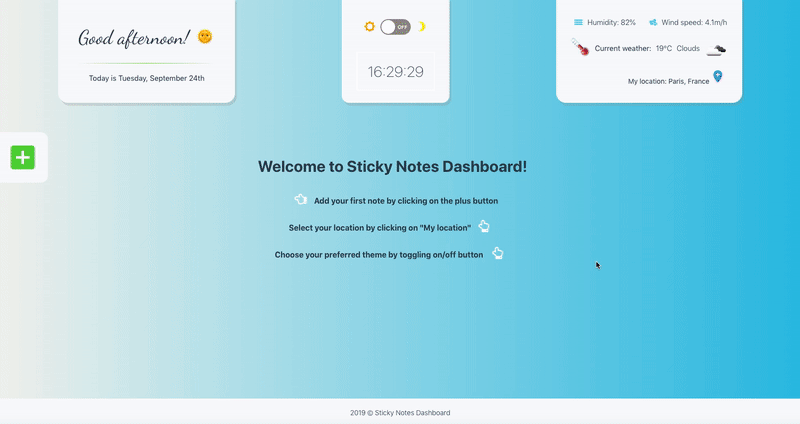 Good afternoon!
Today is Tuesday, September 24th
OFF
16:29:29
Humidity: 82% Wind speed: 4.1m/h
Current weather: 19°C Clouds
My location: Paris, France
Welcome to Sticky Notes Dashboard!
Add your first note by clicking on the plus button
Select your location by clicking on "My location"
Choose your preferred theme by toggling on/off button
2019 © Sticky Notes Dashboard